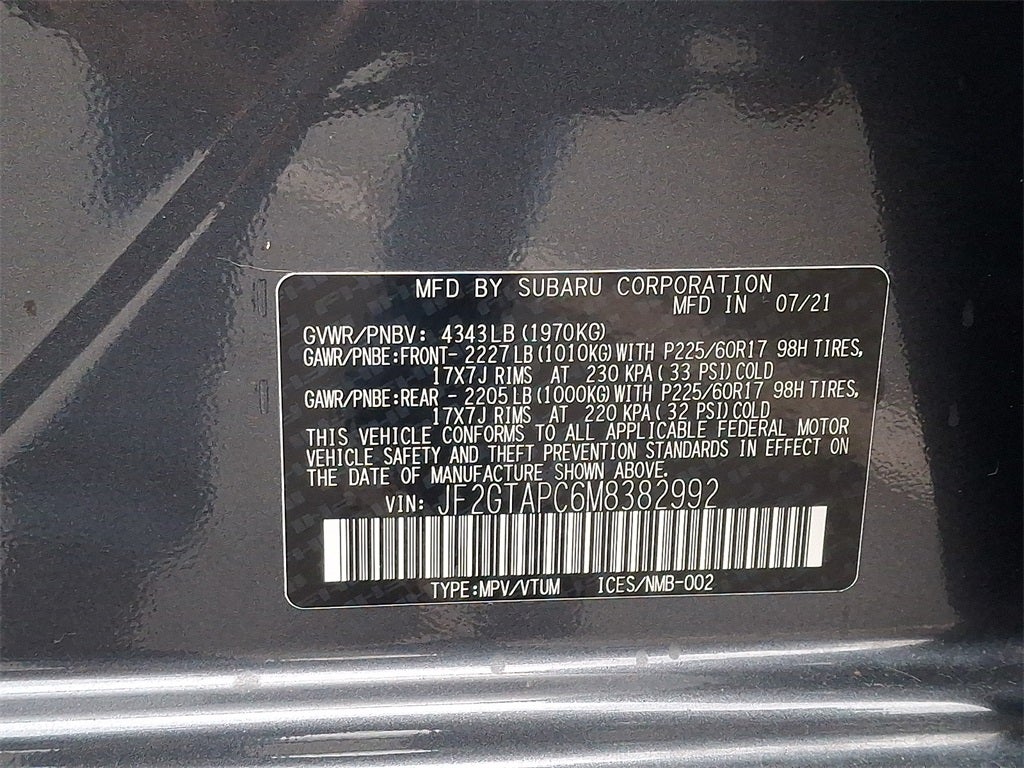 MFD BY SUBARU CORPORATION
MFD IN 07/21
GVWR/PNBV: 4343LB (1970KG)
GAWR/PNBE:FRONT- 2227LB(1010KG)WITH P225/60R17 98H TIRES,
17X7J RIMS AT 230 KPA( 33 PSI)COLD
GAWR/PNBE:REAR - 2205LB(1000KG)WITH P225/60R17 98H TIRES,
17X7J RIMS AT 220 KPA( 32 PSI)COLD
THIS VEHICLE CONFORMS TO ALL APPLICABLE FEDERAL MOTOR
VEHICLE SAFETY AND THEFT PREVENTION STANDARDS IN EFFECT ON
THE DATE OF MANUFACTURE SHOWN ABOVE.
VIN: JF2GTAPC6M8382992
TYPE:MPV/VTUM ICES/NMB-002